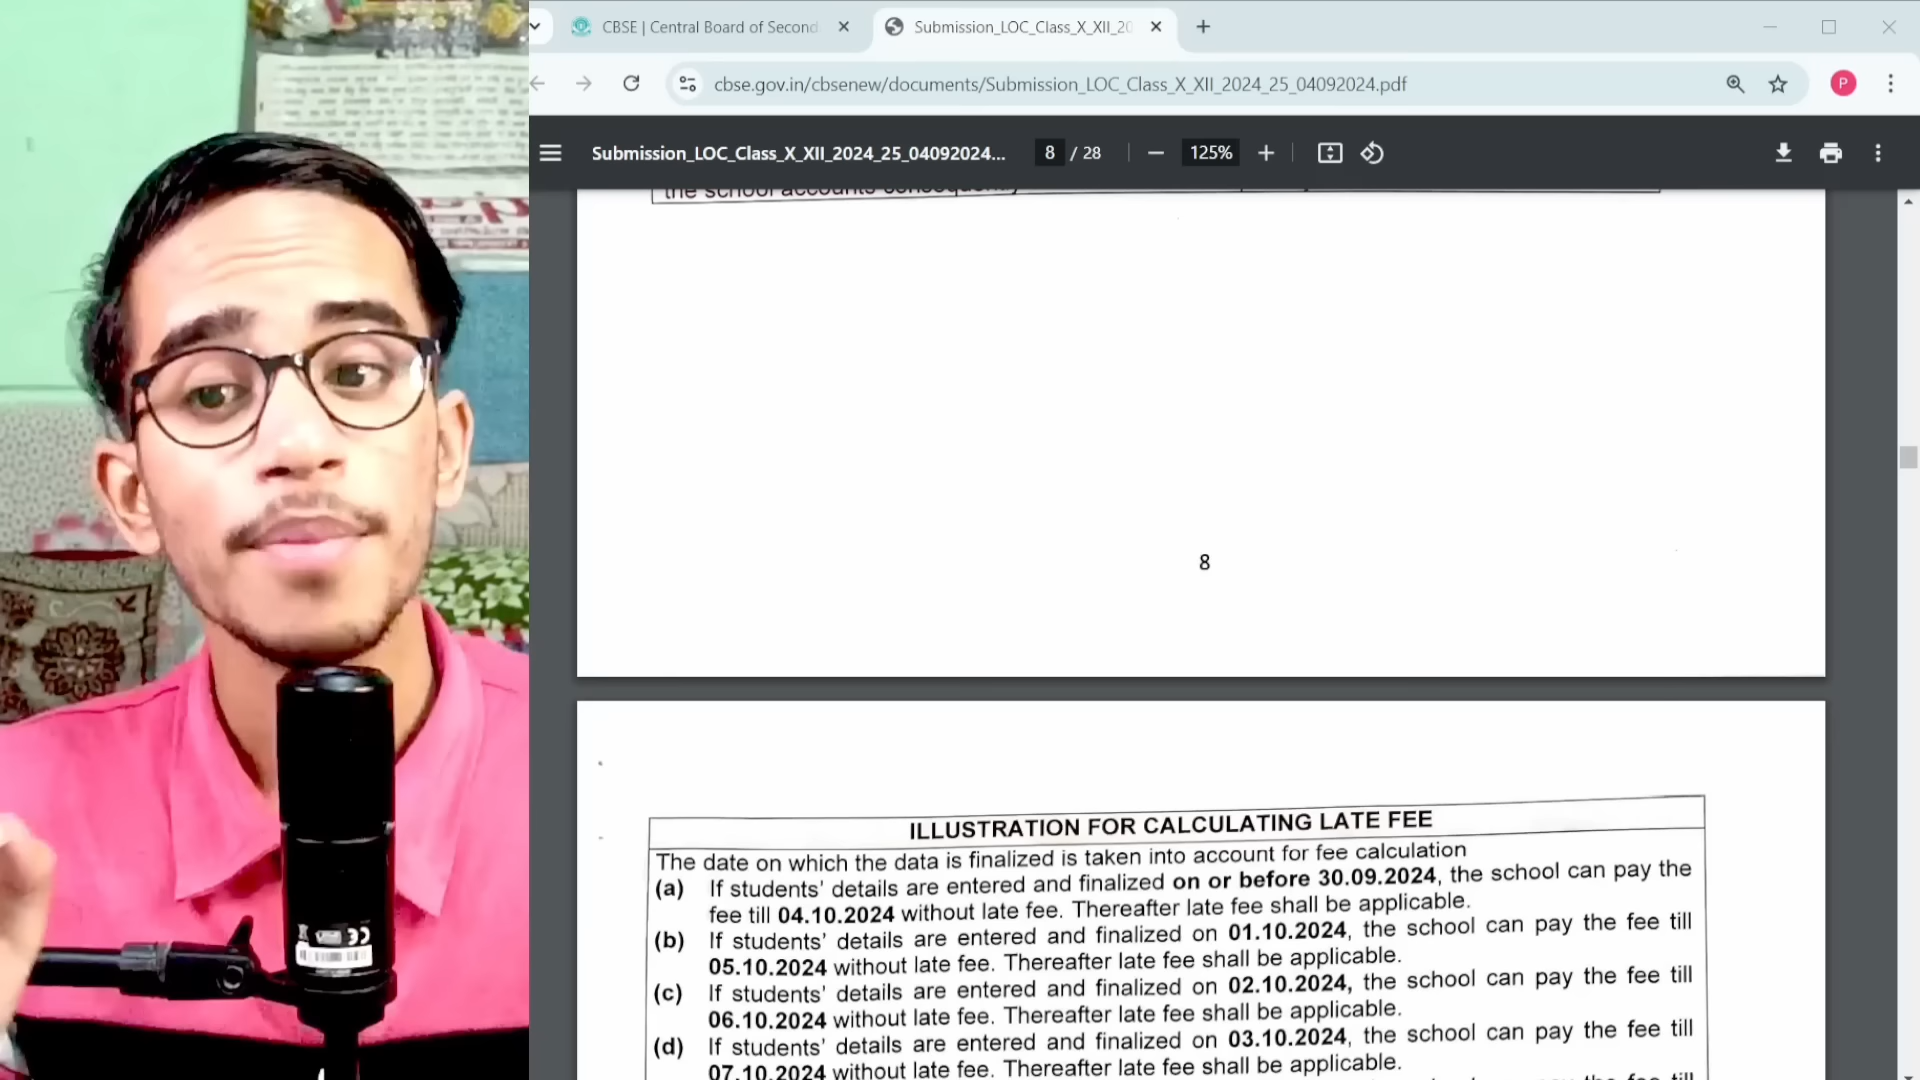 CBSE | Central Board of Second
Submission_LOC_Class_X_XII_20
cbse.gov.in/cbsenew/documents/Submission_LOC_Class_X_XII_2024_25_04092024.pdf
P
Submission_LOC_Class_X_XII_2024_25_04092024...
8 / 28
125%
the school accounts consequently
8
ILLUSTRATION FOR CALCULATING LATE FEE
The date on which the data is finalized is taken into account for fee calculation
(a) If students' details are entered and finalized on or before 30.09.2024, the school can pay the
fee till 04.10.2024 without late fee. Thereafter late fee shall be applicable.
(b) If students' details are entered and finalized on 01.10.2024, the school can pay the fee till
05.10.2024 without late fee. Thereafter late fee shall be applicable.
(c) If students' details are entered and finalized on 02.10.2024, the school can pay the fee till
06.10.2024 without late fee. Thereafter late fee shall be applicable.
(d) If students' details are entered and finalized on 03.10.2024, the school can pay the fee till
07.10.2024 without late fee. Thereafter late fee shall be applicable.
the fee till
CE
K